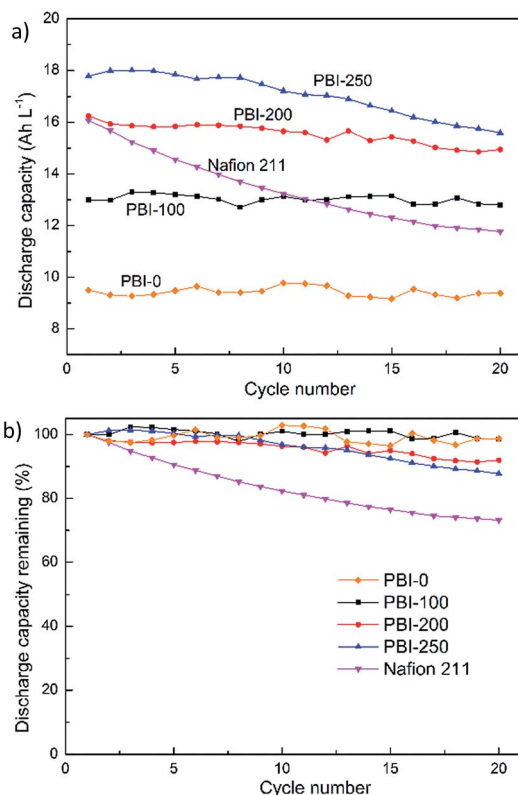 a)
Discharge capacity (Ah L⁻¹)
20
18
16
14
12
10
8
PBI-250
PBI-200
Nafion 211
PBI-100
PBI-0
0 5 10 15 20
Cycle number
b)
Discharge capacity remaining (%)
100
80
60
40
20
0
PBI-0
PBI-100
PBI-200
PBI-250
Nafion 211
0 5 10 15 20
Cycle number